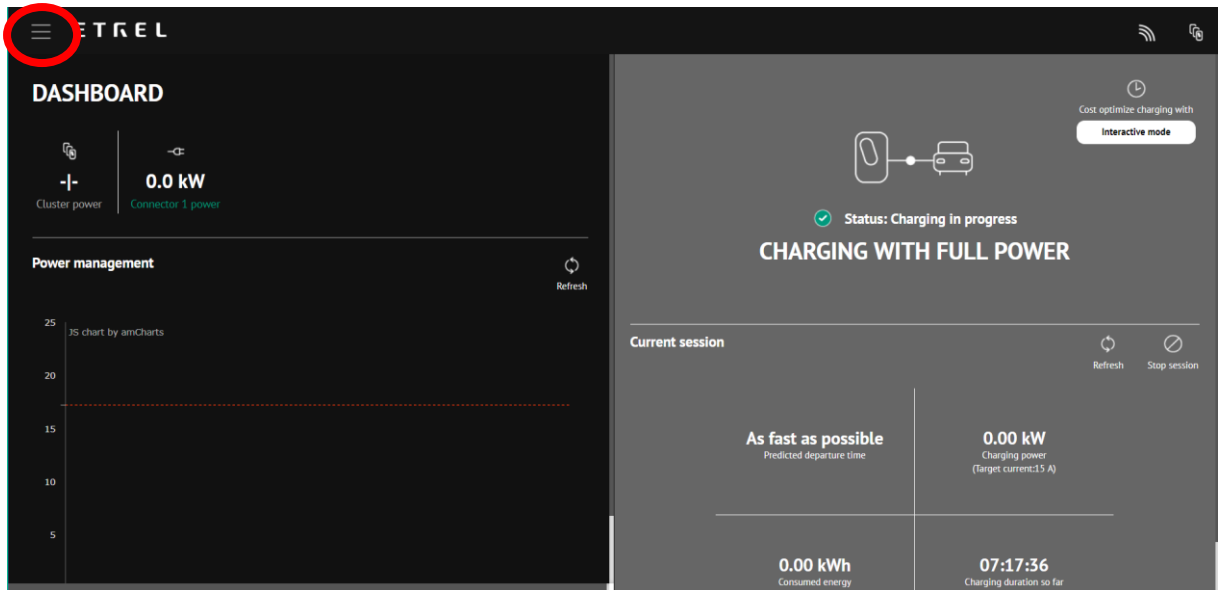 ETREL
DASHBOARD
-|-
Cluster power
0.0 kW
Connector 1 power
Power management
Refresh
25
JS chart by amCharts
20
15
10
5
Cost optimize charging with
Interactive mode
Status: Charging in progress
CHARGING WITH FULL POWER
Current session
Refresh
Stop session
As fast as possible
Predicted departure time
0.00 kW
Charging power
(Target current:15 A)
0.00 kWh
Consumed energy
07:17:36
Charging duration so far